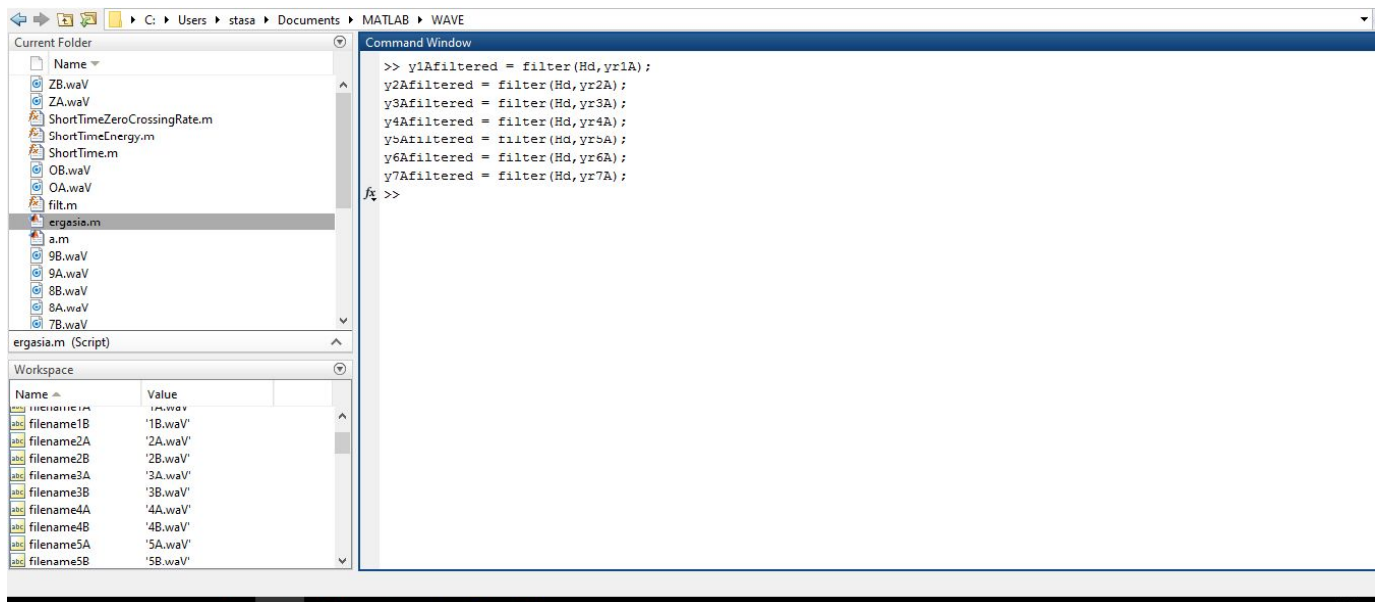 C: Users stasa Documents MATLAB WAVE
Current Folder
Name
ZB.waV
ZA.waV
ShortTimeZeroCrossingRate.m
ShortTimeEnergy.m
ShortTime.m
OB.waV
OA.waV
filt.m
ergasia.m
a.m
9B.waV
9A.waV
8B.waV
8A.waV
7B.waV
ergasia.m (Script)
Workspace
Name Value
filename1A '1A.waV'
filename1B '1B.waV'
filename2A '2A.waV'
filename2B '2B.waV'
filename3A '3A.waV'
filename3B '3B.waV'
filename4A '4A.waV'
filename4B '4B.waV'
filename5A '5A.waV'
filename5B '5B.waV'
Command Window
>> y1Afiltered = filter(Hd,yr1A);
y2Afiltered = filter(Hd,yr2A);
y3Afiltered = filter(Hd,yr3A);
y4Afiltered = filter(Hd,yr4A);
y5Afiltered = filter(Hd,yr5A);
y6Afiltered = filter(Hd,yr6A);
y7Afiltered = filter(Hd,yr7A);
fx >>